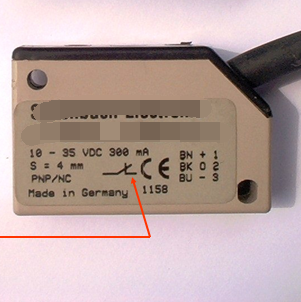 10 - 35 VDC 300 mA
S = 4 mm
PNP/NC
Made in Germany 1158
CE
BN + 1
BK O 2
BU - 3